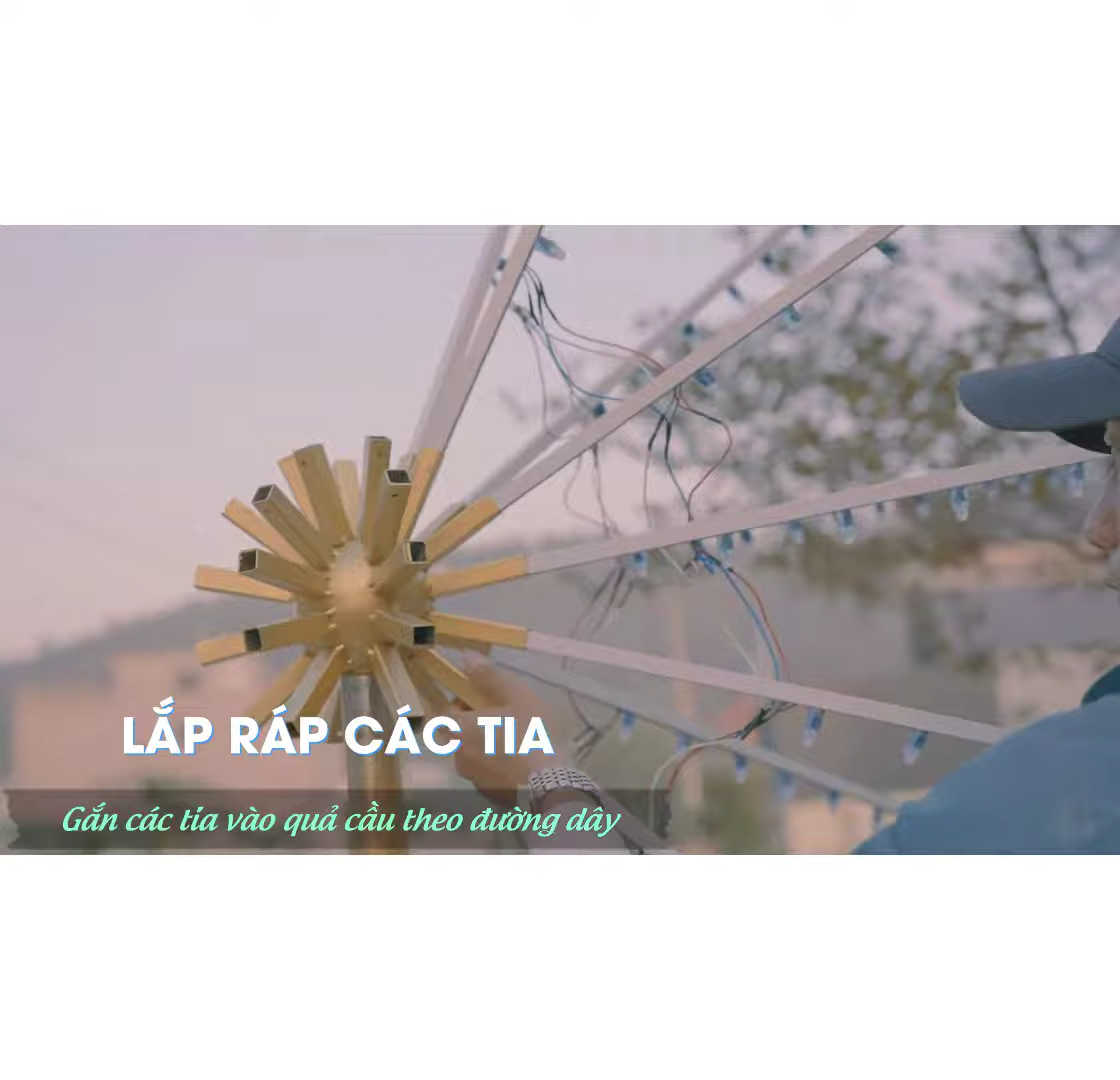 LẮP RÁP CÁC TIA
Gắn các tia vào quả cầu theo đường dây